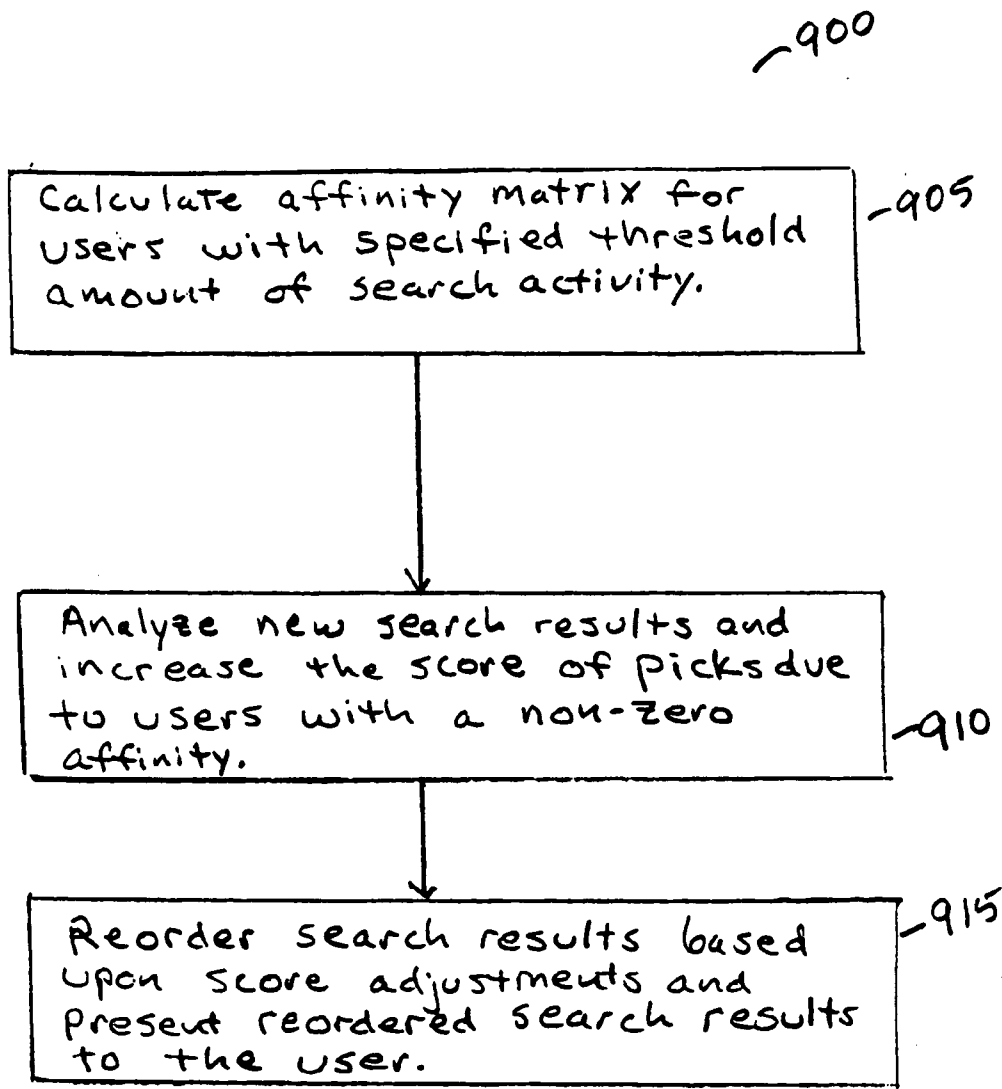 900
Calculate affinity matrix for
users with specified threshold
amount of search activity.
905
Analyze new search results and
increase the score of picks due
to users with a non-zero
affinity.
910
Reorder search results based
upon score adjustments and
present reordered search results
to the user.
915